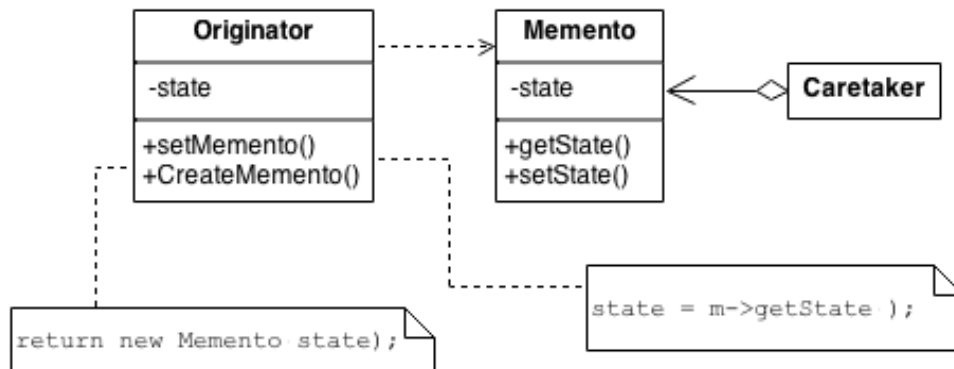 Originator
-state
+setMemento()
+CreateMemento()
Memento
-state
+getState()
+setState()
Caretaker
return new Memento state);
state = m->getState );